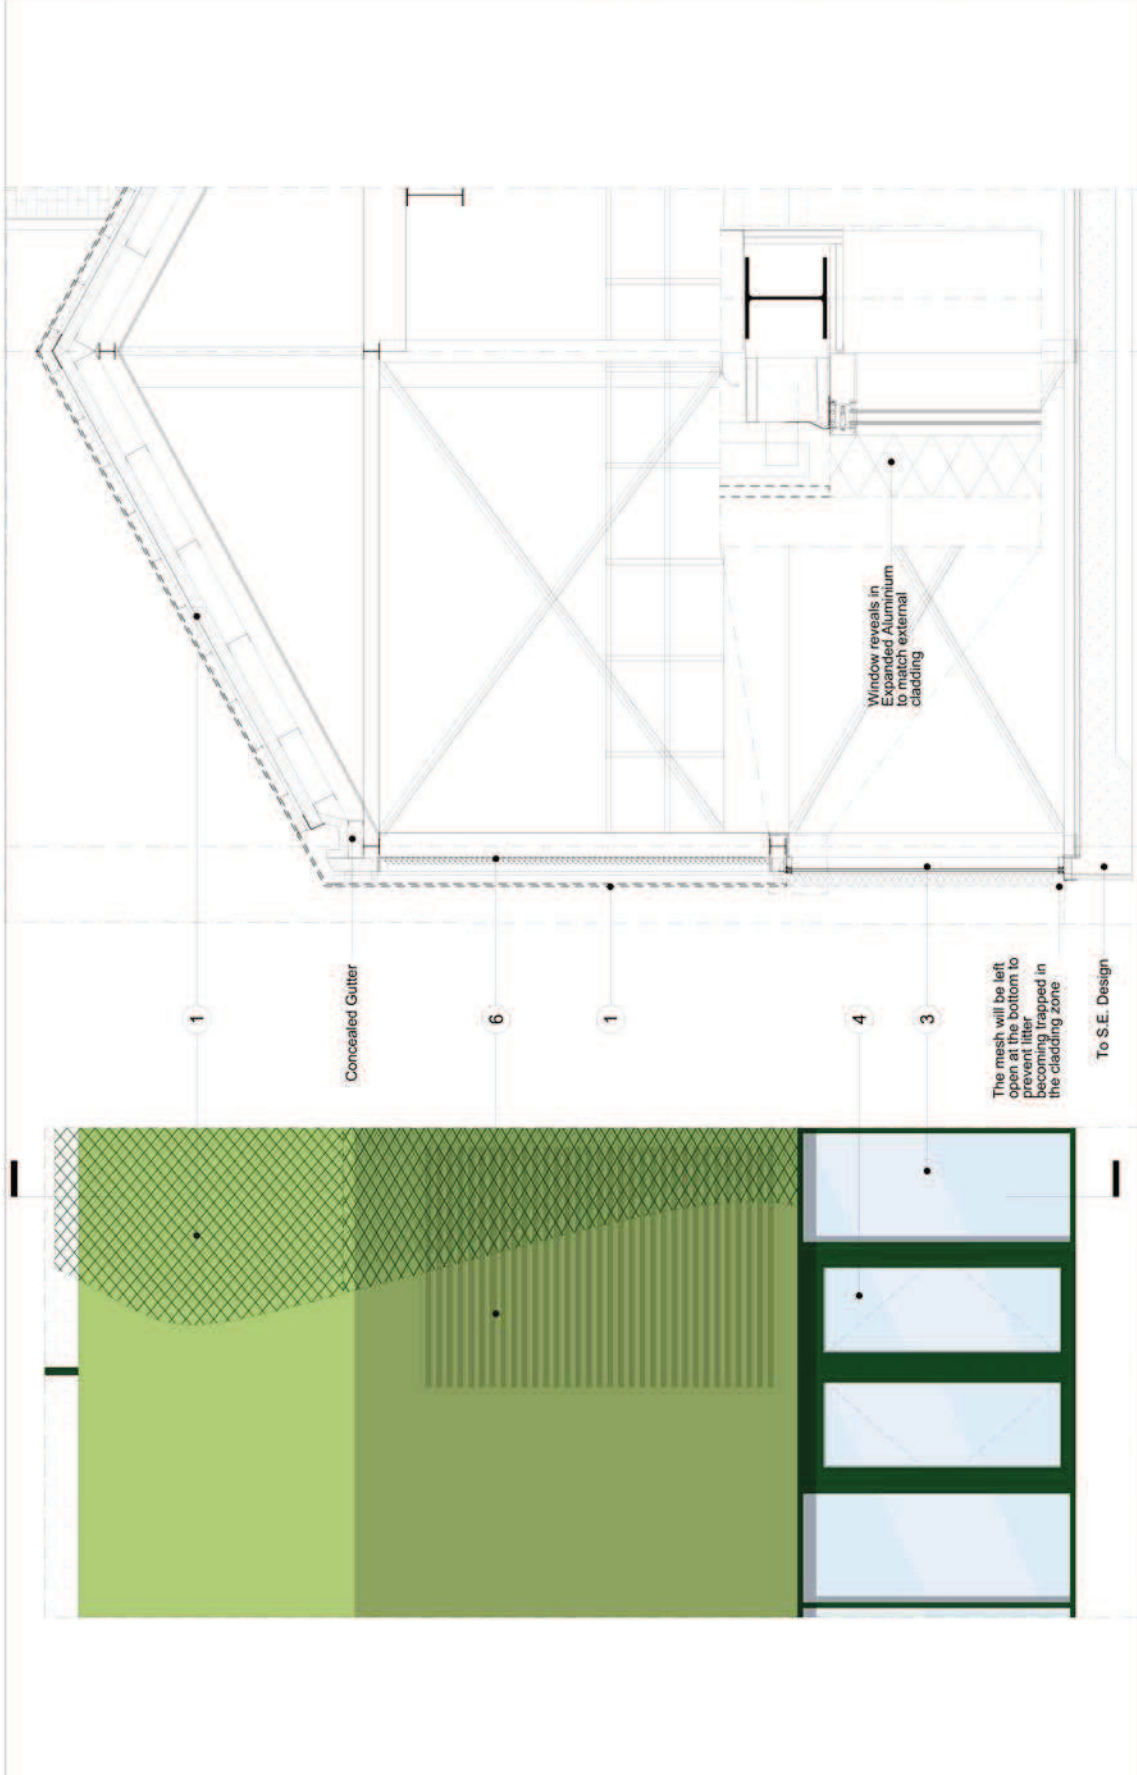 1
Concealed Gutter
6
1
4
3
The mesh will be left
open at the bottom to
prevent litter
becoming trapped in
the cladding zone
To S.E. Design
Window reveals in
Expanded Aluminium
to match external
cladding